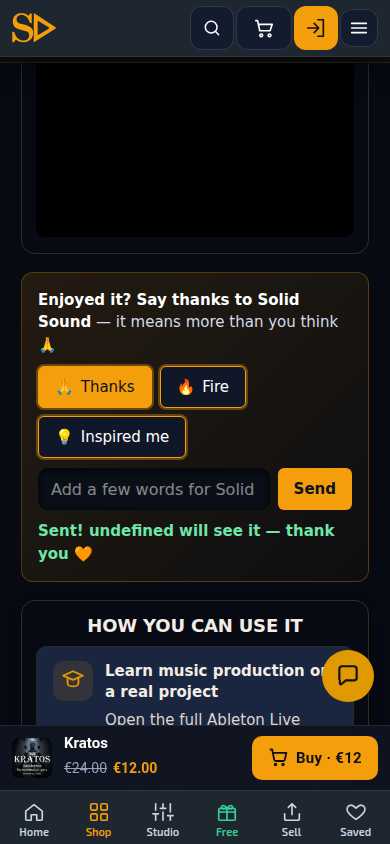 S
Enjoyed it? Say thanks to Solid
Sound — it means more than you think
🙏
🙏 Thanks
🔥 Fire
💡 Inspired me
Add a few words for Solid
Send
Sent! undefined will see it — thank
you 🧡
HOW YOU CAN USE IT
Learn music production on
a real project
Open the full Ableton Live
KRATOS
Kratos
€24.00 €12.00
Buy · €12
Home
Shop
Studio
Free
Sell
Saved